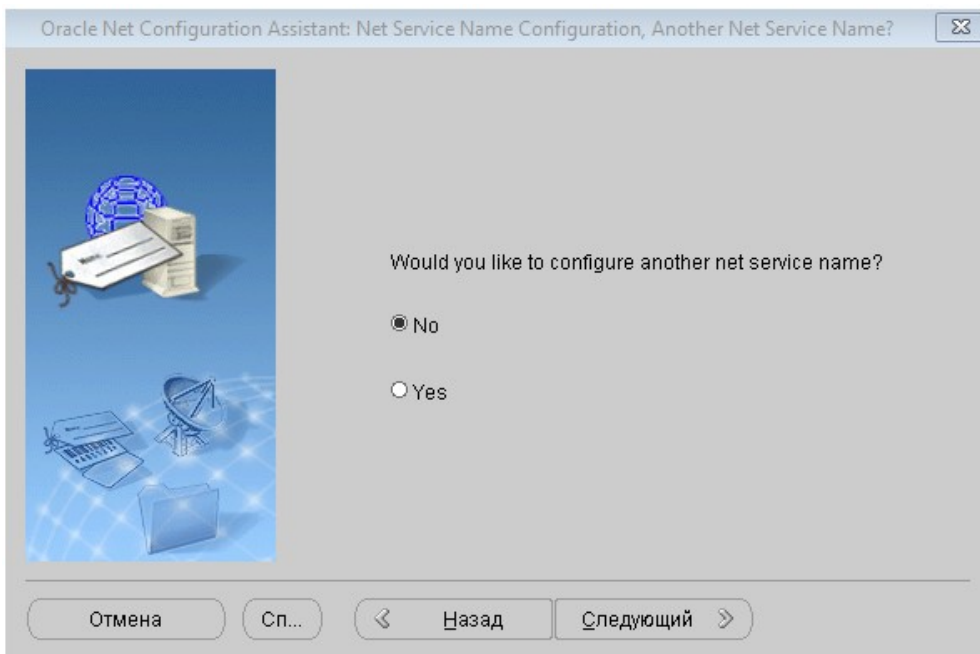 Oracle Net Configuration Assistant: Net Service Name Configuration, Another Net Service Name?
Would you like to configure another net service name?
No
Yes
Отмена
Сп...
Назад
Следующий